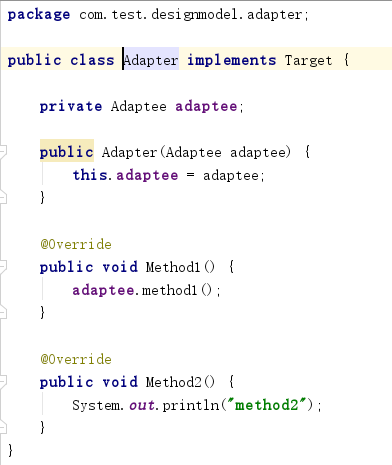 package com.test.designmodel.adapter;
public class Adapter implements Target {
private Adaptee adaptee;
public Adapter(Adaptee adaptee) {
this.adaptee = adaptee;
}
@Override
public void Method1() {
adaptee.method1();
}
@Override
public void Method2() {
System.out.println("method2");
}
}